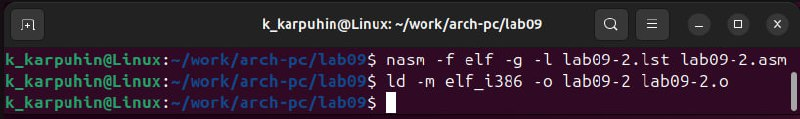 k_karpuhin@Linux: ~/work/arch-pc/lab09
k_karpuhin@Linux:~/work/arch-pc/lab09$ nasm -f elf -g -l lab09-2.lst lab09-2.asm
k_karpuhin@Linux:~/work/arch-pc/lab09$ ld -m elf_i386 -o lab09-2 lab09-2.o
k_karpuhin@Linux:~/work/arch-pc/lab09$